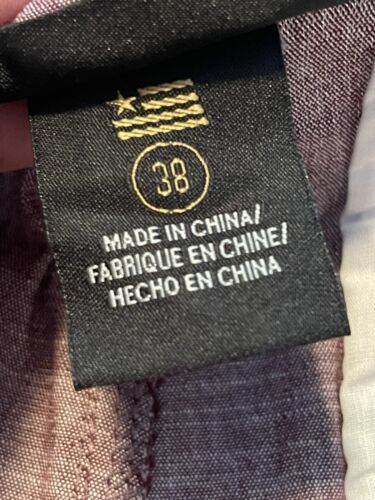 38
MADE IN CHINA/
FABRIQUE EN CHINE/
HECHO EN CHINA